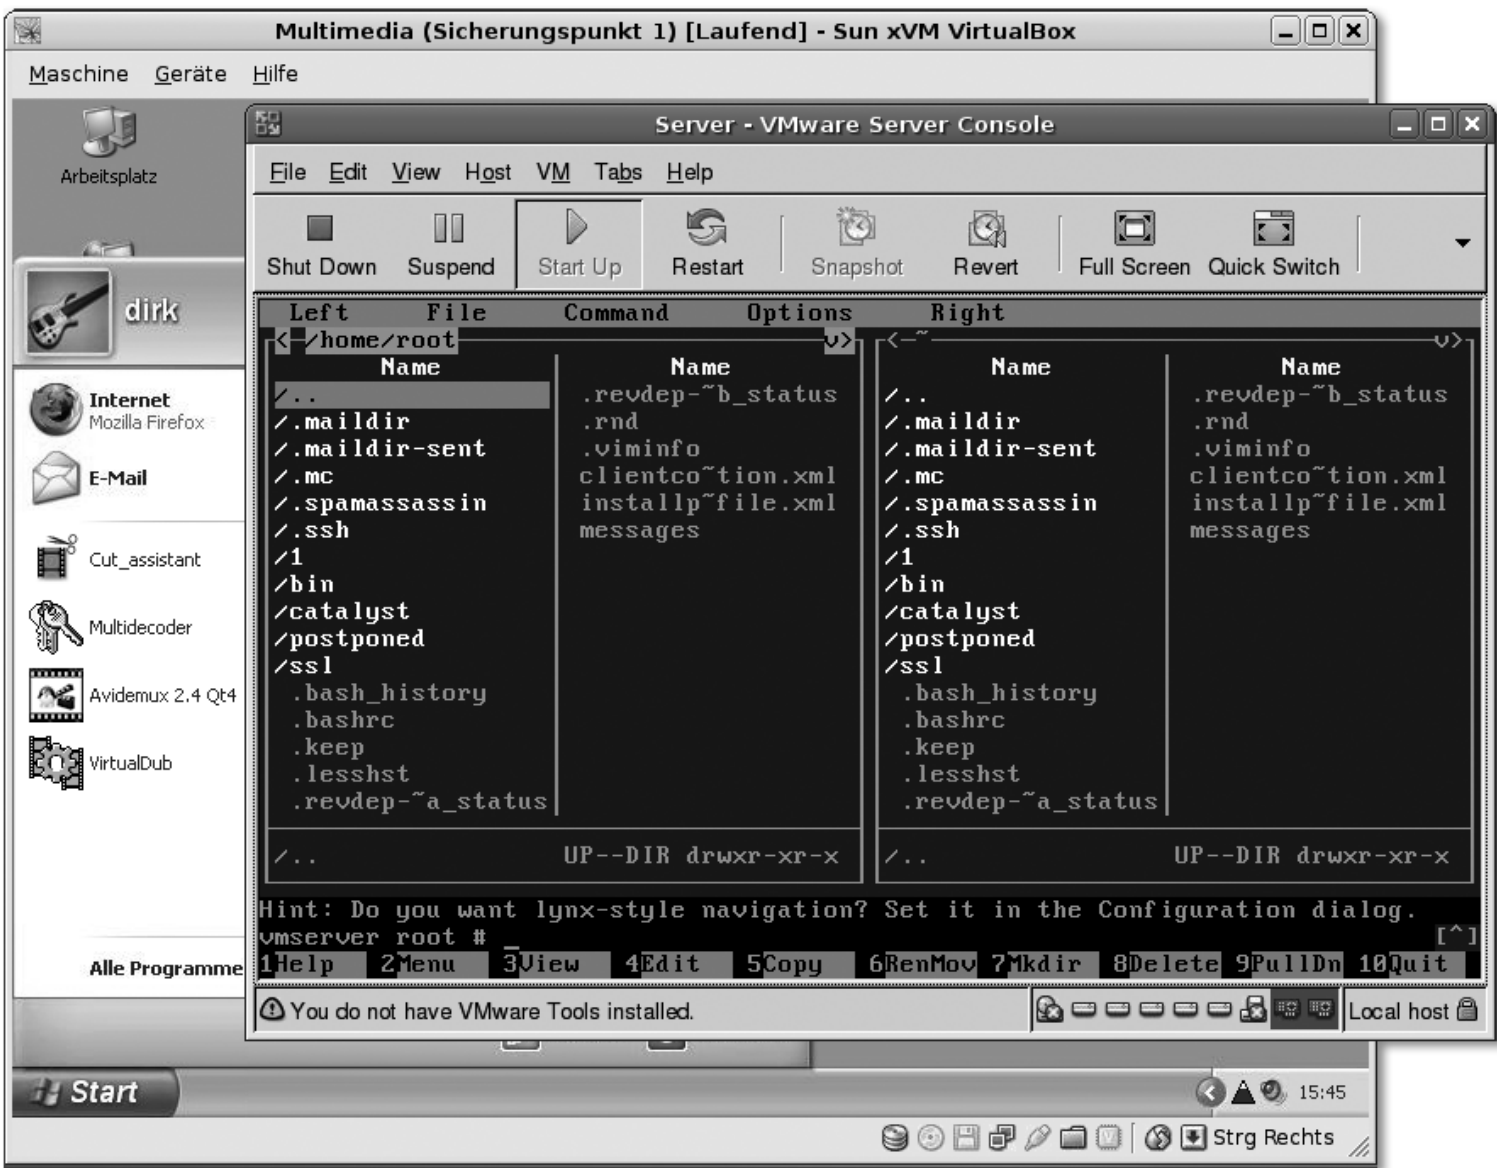 Multimedia (Sicherungspunkt 1) [Laufend] - Sun xVM VirtualBox
Maschine Geräte Hilfe
Arbeitsplatz
dirk
Internet
Mozilla Firefox
E-Mail
Cut_assistant
Multidecoder
Avidemux 2.4 Qt4
VirtualDub
Alle Programme
Server - VMware Server Console
File Edit View Host VM Tabs Help
Shut Down Suspend Start Up Restart Snapshot Revert Full Screen Quick Switch
Left File Command Options Right
<-/home/root v> <-~ v>
Name Name Name Name
/.. .revdep-~b_status /.. .revdep-~b_status
/.maildir .rnd /.maildir .rnd
/.maildir-sent .viminfo /.maildir-sent .viminfo
/.mc clientco~tion.xml /.mc clientco~tion.xml
/.spamassassin installp~file.xml /.spamassassin installp~file.xml
/.ssh messages /.ssh messages
/1 /1
/bin /bin
/catalyst /catalyst
/postponed /postponed
/ssl /ssl
.bash_history .bash_history
.bashrc .bashrc
.keep .keep
.lesshst .lesshst
.revdep-~a_status .revdep-~a_status
/.. UP--DIR drwxr-xr-x /.. UP--DIR drwxr-xr-x
Hint: Do you want lynx-style navigation? Set it in the Configuration dialog.
vmserver root # _ [^]
1Help 2Menu 3View 4Edit 5Copy 6RenMov 7Mkdir 8Delete 9PullDn 10Quit
You do not have VMware Tools installed. Local host
Start 15:45
Strg Rechts